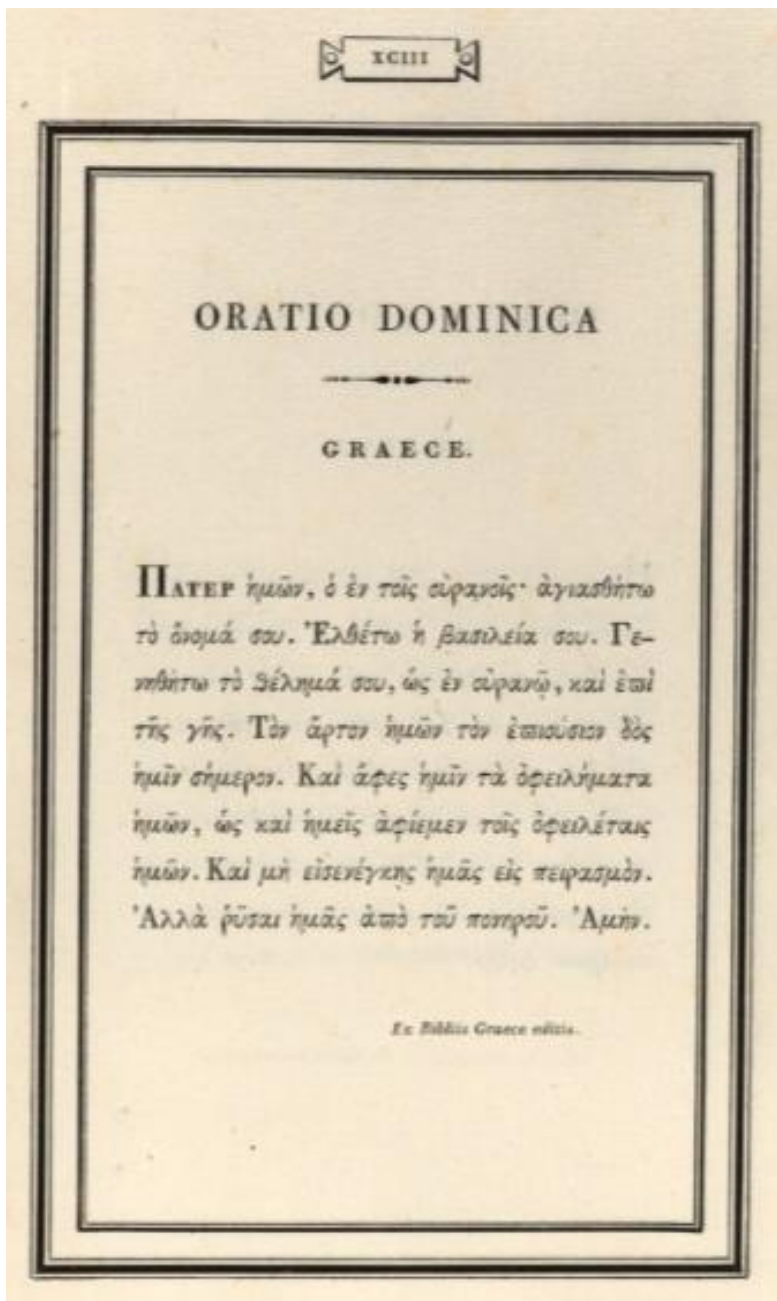 XCIII
ORATIO DOMINICA
GRAECE.
ΠΑΤΕΡ ἡμῶν, ὁ ἐν τοῖς οὐρανοῖς· ἁγιασθήτω
τὸ ὄνομά σου. Ἐλθέτω ἡ βασιλεία σου. Γε-
νηθήτω τὸ θέλημά σου, ὡς ἐν οὐρανῷ, καὶ ἐπὶ
τῆς γῆς. Τὸν ἄρτον ἡμῶν τὸν ἐπιούσιον δὸς
ἡμῖν σήμερον. Καὶ ἄφες ἡμῖν τὰ ὀφειλήματα
ἡμῶν, ὡς καὶ ἡμεῖς ἀφίεμεν τοῖς ὀφειλέταις
ἡμῶν. Καὶ μὴ εἰσενέγκῃς ἡμᾶς εἰς πειρασμὸν.
Ἀλλὰ ῥῦσαι ἡμᾶς ἀπὸ τοῦ πονηροῦ. Ἀμήν.
Ex Bibliis Graece editis.